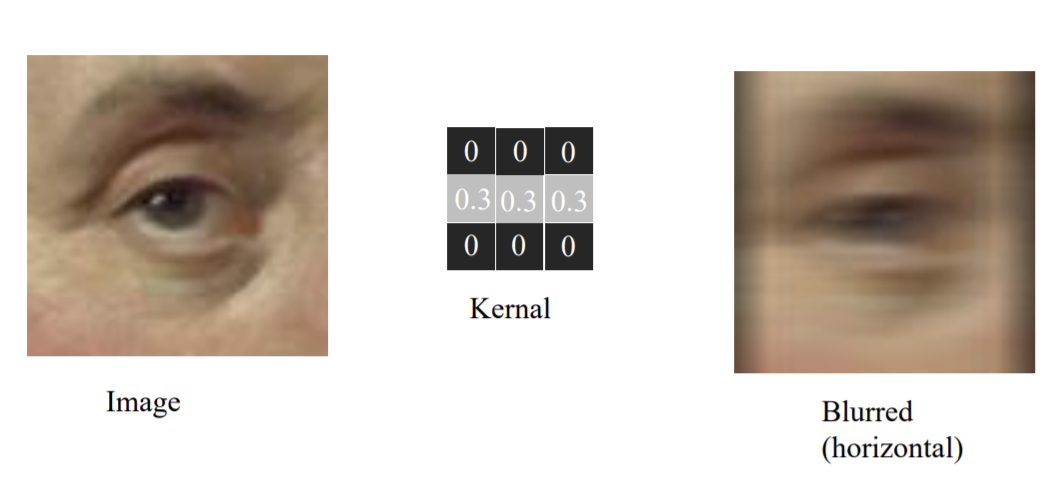 0 0 0
0.3 0.3 0.3
0 0 0
Kernal
Image
Blurred
(horizontal)